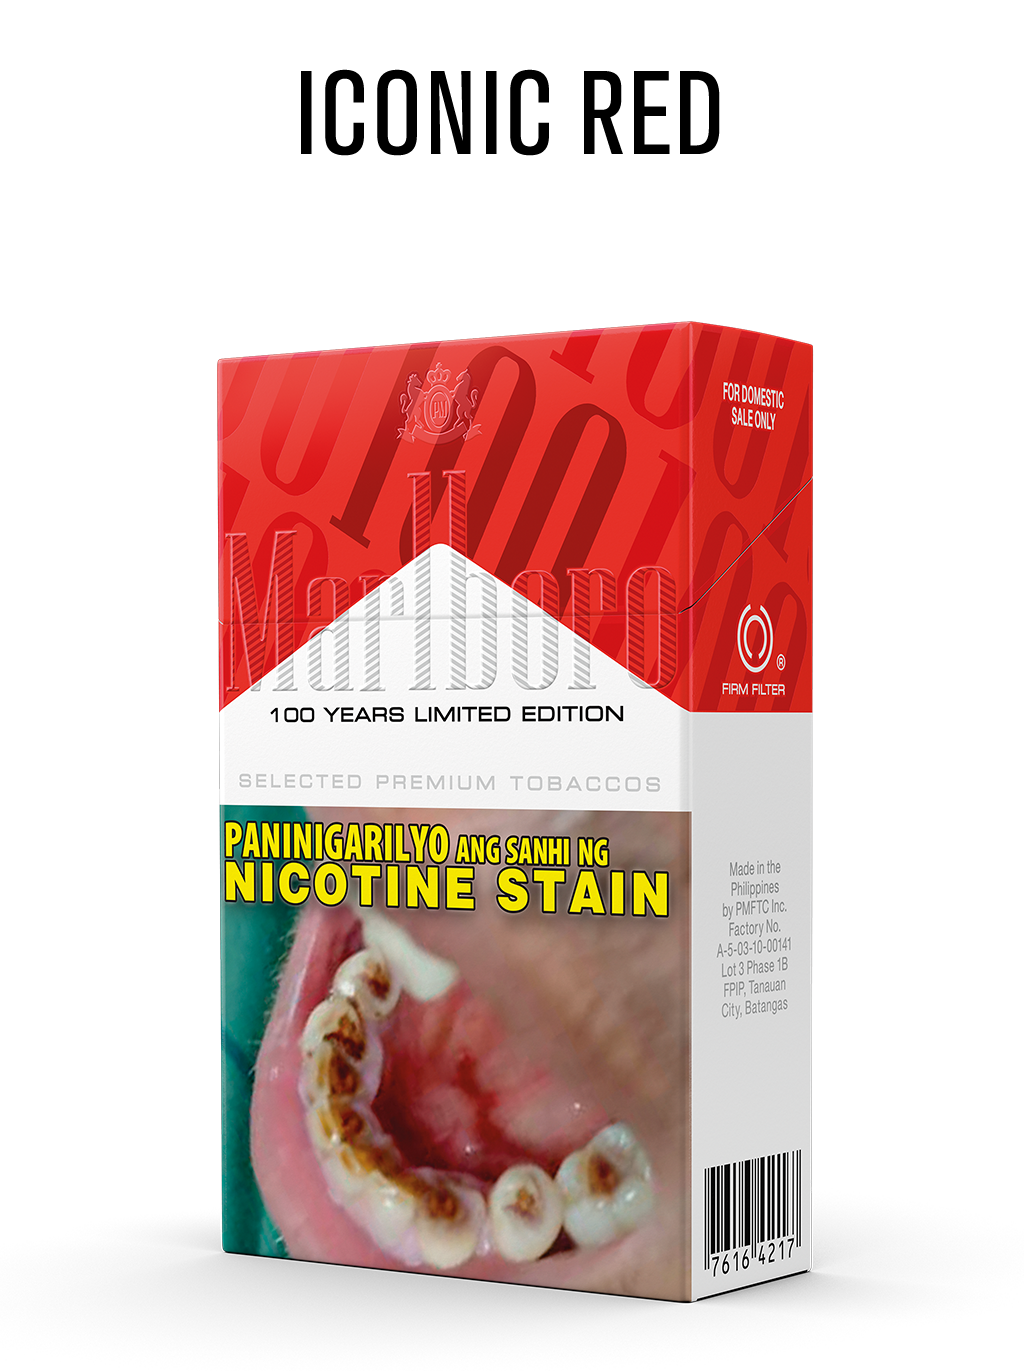 ICONIC RED
FOR DOMESTIC
SALE ONLY
PM
Marlboro
100
100 YEARS LIMITED EDITION
SELECTED PREMIUM TOBACCOS
®
FIRM FILTER
PANINIGARILYO ANG SANHI NG
NICOTINE STAIN
Made in the
Philippines
by PMFTC Inc.
Factory No.
A-5-03-10-00141
Lot 3 Phase 1B
FPIP, Tanauan
City, Batangas
7616 4217